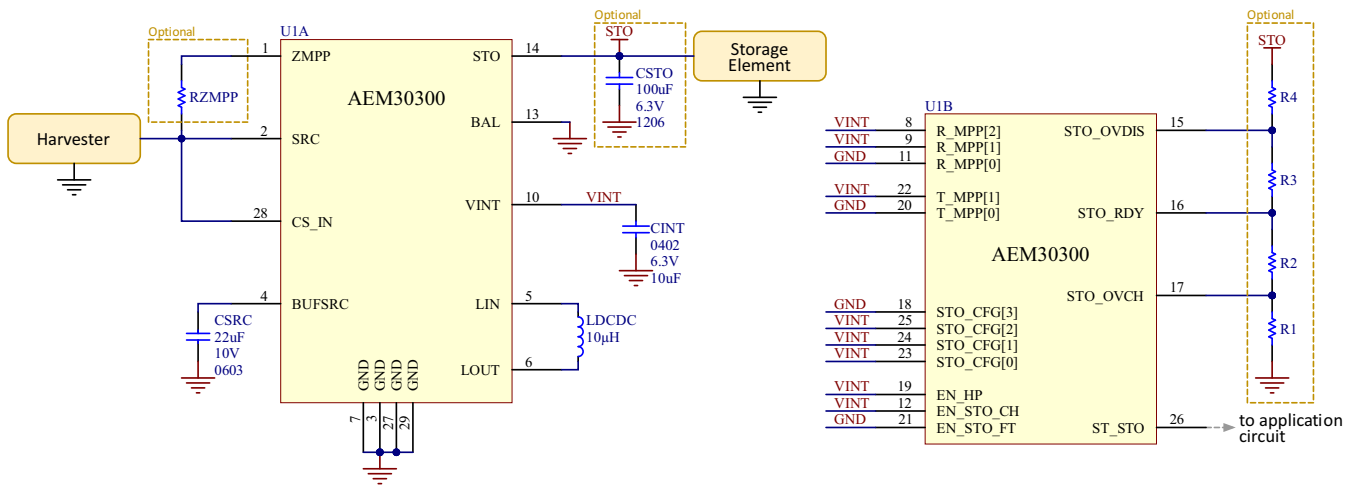 Optional
U1A
1
ZMPP
RZMPP
Harvester
2
SRC
28
CS_IN
4
BUFSRC
CSRC
22uF
10V
0603
AEM30300
GND
GND
GND
GND
7
3
27
29
STO
14
BAL
13
VINT
10
VINT
LIN
5
LOUT
6
LDCDC
10µH
CINT
0402
6.3V
10uF
Optional
STO
CSTO
100uF
6.3V
1206
Storage
Element
U1B
VINT
8
R_MPP[2]
VINT
9
R_MPP[1]
GND
11
R_MPP[0]
VINT
22
T_MPP[1]
GND
20
T_MPP[0]
AEM30300
GND
18
STO_CFG[3]
VINT
25
STO_CFG[2]
VINT
24
STO_CFG[1]
VINT
23
STO_CFG[0]
VINT
19
EN_HP
VINT
12
EN_STO_CH
GND
21
EN_STO_FT
STO_OVDIS
15
STO_RDY
16
STO_OVCH
17
ST_STO
26
to application
circuit
Optional
STO
R4
R3
R2
R1